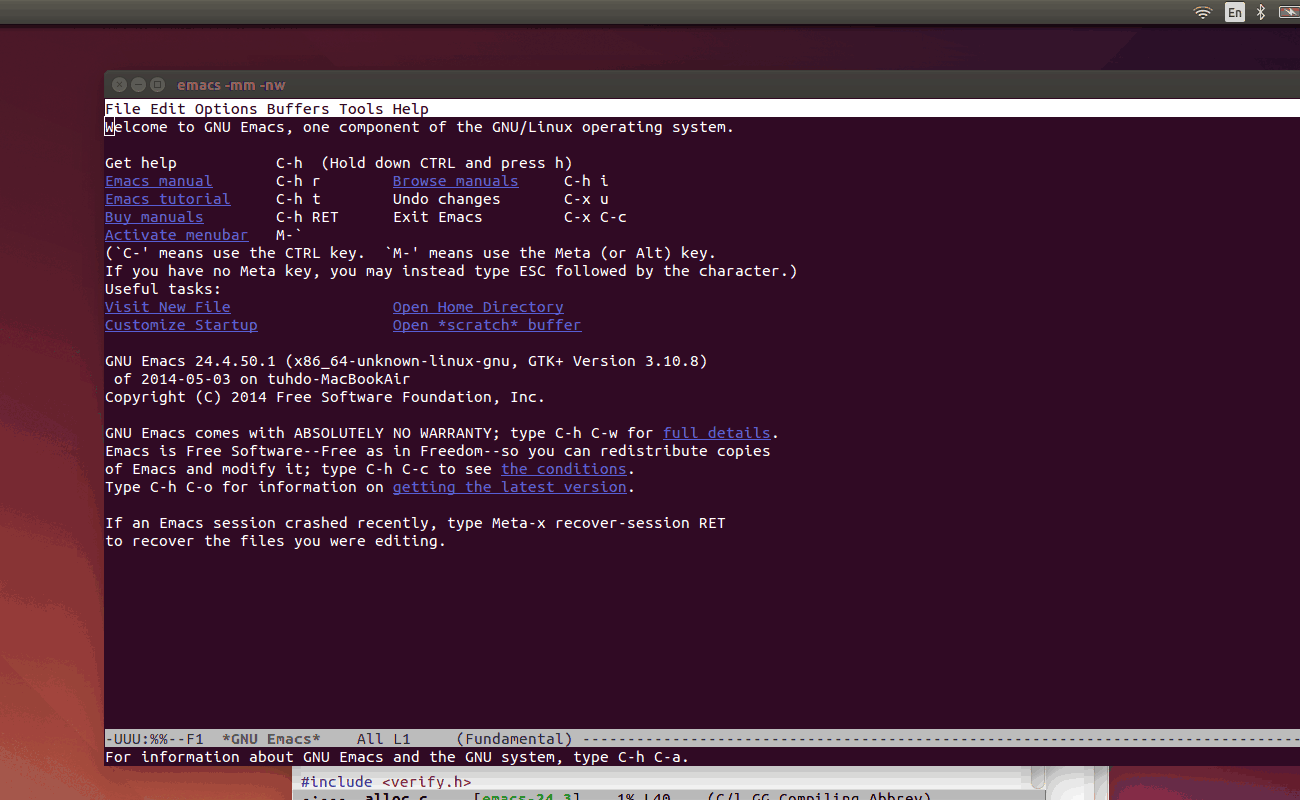 En
emacs -mm -nw
File Edit Options Buffers Tools Help
Welcome to GNU Emacs, one component of the GNU/Linux operating system.
Get help C-h (Hold down CTRL and press h)
Emacs manual C-h r Browse manuals C-h i
Emacs tutorial C-h t Undo changes C-x u
Buy manuals C-h RET Exit Emacs C-x C-c
Activate menubar M-`
(`C-' means use the CTRL key. `M-' means use the Meta (or Alt) key.
If you have no Meta key, you may instead type ESC followed by the character.)
Useful tasks:
Visit New File Open Home Directory
Customize Startup Open *scratch* buffer
GNU Emacs 24.4.50.1 (x86_64-unknown-linux-gnu, GTK+ Version 3.10.8)
of 2014-05-03 on tuhdo-MacBookAir
Copyright (C) 2014 Free Software Foundation, Inc.
GNU Emacs comes with ABSOLUTELY NO WARRANTY; type C-h C-w for full details.
Emacs is Free Software--Free as in Freedom--so you can redistribute copies
of Emacs and modify it; type C-h C-c to see the conditions.
Type C-h C-o for information on getting the latest version.
If an Emacs session crashed recently, type Meta-x recover-session RET
to recover the files you were editing.
-UUU:%%--F1 *GNU Emacs* All L1 (Fundamental) --------------------------------------------------------------------------------
For information about GNU Emacs and the GNU system, type C-h C-a.
#include <verify.h>
alloc.c [emacs-24.3] 1% L40 (C/l GG Compiling Abbrev)